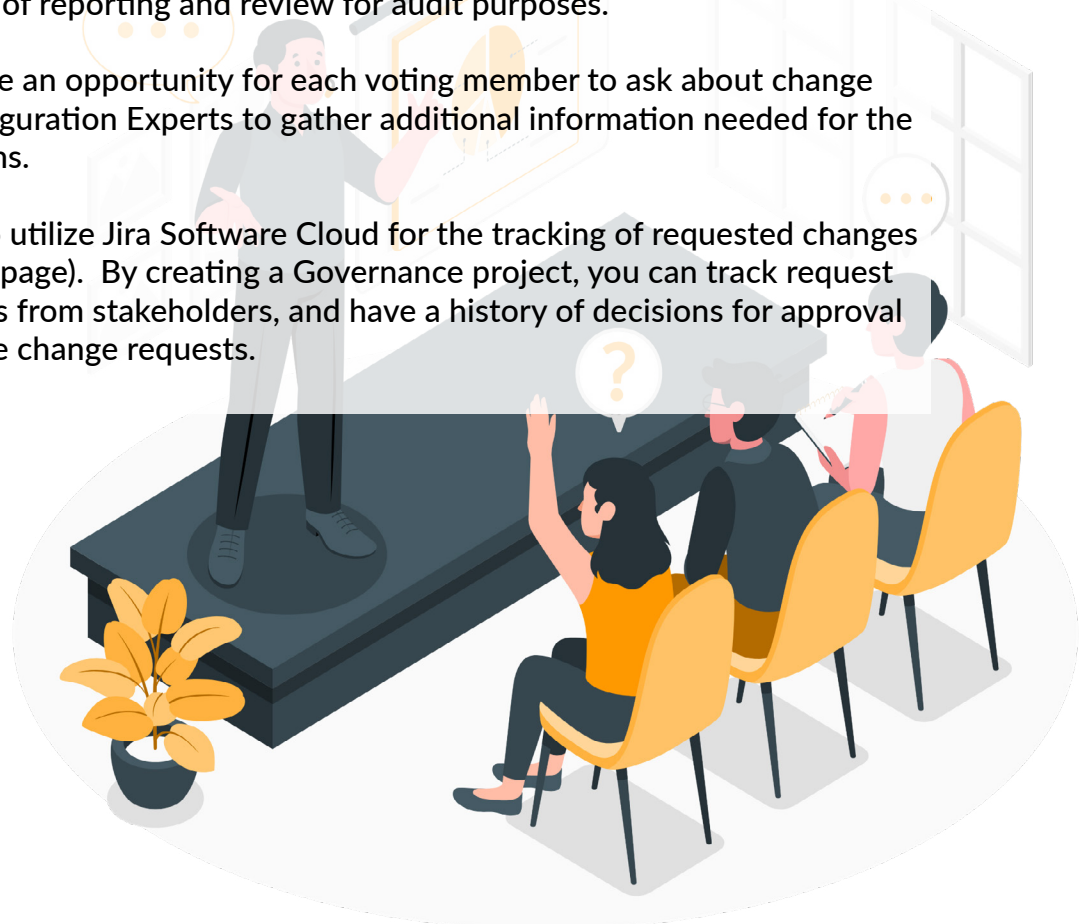 of reporting and review for audit purposes.
e an opportunity for each voting member to ask about change
guration Experts to gather additional information needed for the
ns.
utilize Jira Software Cloud for the tracking of requested changes
page).  By creating a Governance project, you can track request
s from stakeholders, and have a history of decisions for approval
e change requests.
?